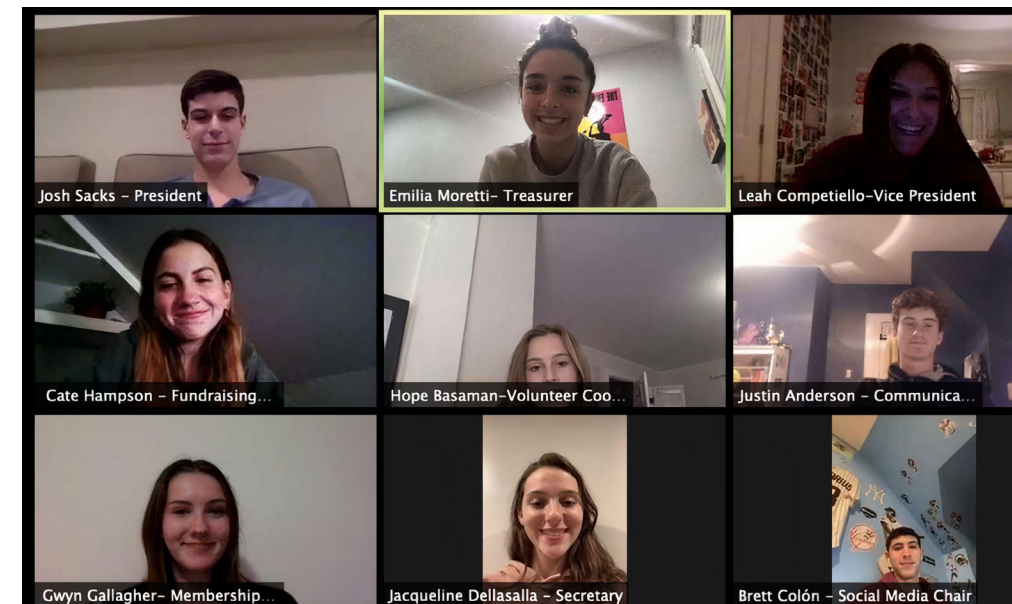 Josh Sacks – President
Emilia Moretti– Treasurer
Leah Competiello–Vice President
Cate Hampson – Fundraising...
Hope Basaman–Volunteer Coo...
Justin Anderson – Communica...
Gwyn Gallagher– Membership...
Jacqueline Dellasalla – Secretary
Brett Colón – Social Media Chair